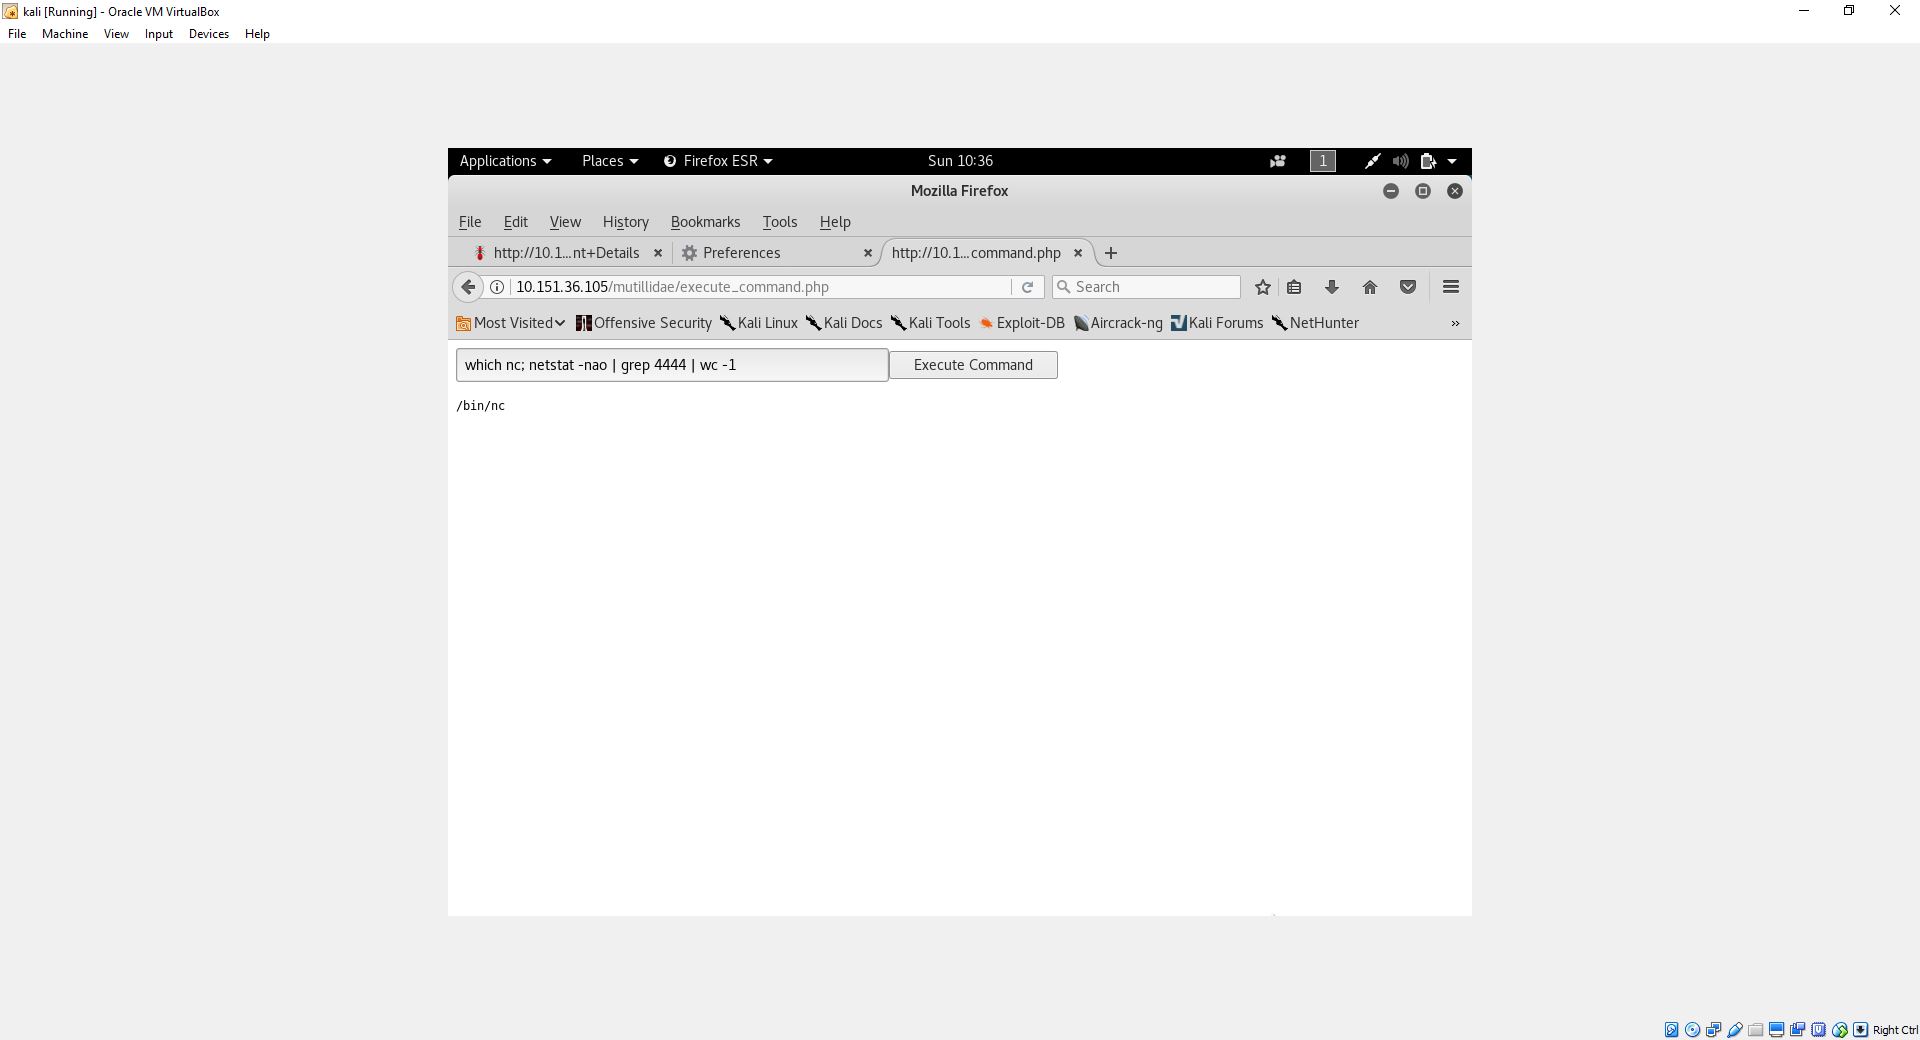 kali [Running] - Oracle VM VirtualBox
File Machine View Input Devices Help
Applications Places Firefox ESR Sun 10:36 1
Mozilla Firefox
File Edit View History Bookmarks Tools Help
http://10.1...nt+Details Preferences http://10.1...command.php
10.151.36.105/mutillidae/execute_command.php Search
Most Visited Offensive Security Kali Linux Kali Docs Kali Tools Exploit-DB Aircrack-ng Kali Forums NetHunter »
which nc; netstat -nao | grep 4444 | wc -1 Execute Command
/bin/nc
Right Ctrl